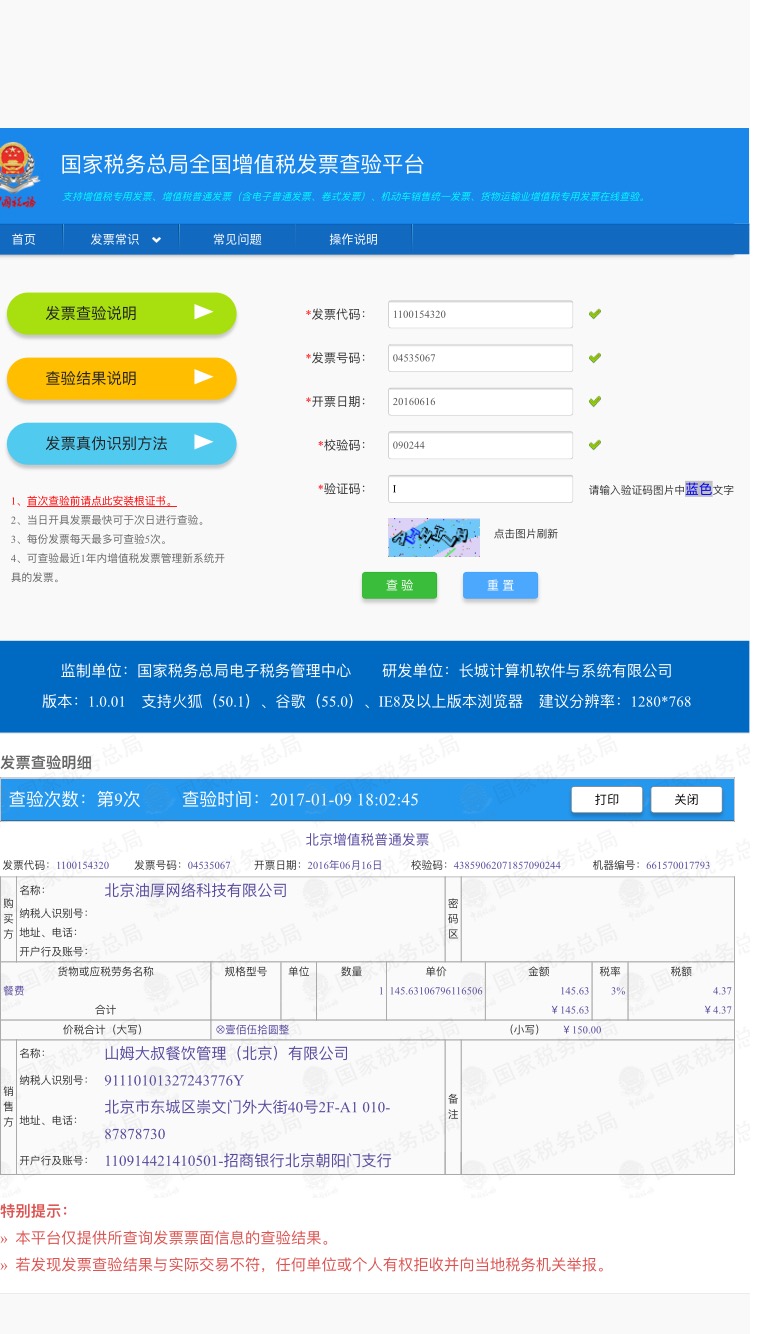 国家税务总局全国增值税发票查验平台
支持增值税专用发票、增值税普通发票（含电子普通发票、卷式发票）、机动车销售统一发票、货物运输业增值税专用发票在线查验。
首页 发票常识 常见问题 操作说明
发票查验说明
查验结果说明
发票真伪识别方法
1、首次查验前请点此安装根证书。
2、当日开具发票最快可于次日进行查验。
3、每份发票每天最多可查验5次。
4、可查验最近1年内增值税发票管理新系统开
具的发票。
*发票代码： 1100154320
*发票号码： 04535067
*开票日期： 20160616
*校验码： 090244
*验证码： 请输入验证码图片中蓝色文字
点击图片刷新
查 验 重 置
监制单位：国家税务总局电子税务管理中心 研发单位：长城计算机软件与系统有限公司
版本：1.0.01 支持火狐（50.1）、谷歌（55.0）、IE8及以上版本浏览器 建议分辨率：1280*768
发票查验明细
查验次数：第9次 查验时间：2017-01-09 18:02:45 打印 关闭
北京增值税普通发票
发票代码：1100154320 发票号码：04535067 开票日期：2016年06月16日 校验码：43859062071857090244 机器编号：661570017793
购买方
名称： 北京油厚网络科技有限公司
纳税人识别号：
地址、电话：
开户行及账号：
密码区
货物或应税劳务名称 规格型号 单位 数量 单价 金额 税率 税额
餐费 1 145.63106796116506 145.63 3% 4.37
合计 ￥145.63 ￥4.37
价税合计（大写） ⊗壹佰伍拾圆整 （小写） ￥150.00
销售方
名称： 山姆大叔餐饮管理（北京）有限公司
纳税人识别号： 91110101327243776Y
地址、电话： 北京市东城区崇文门外大街40号2F-A1 010-
87878730
开户行及账号： 110914421410501-招商银行北京朝阳门支行
备注
特别提示：
» 本平台仅提供所查询发票票面信息的查验结果。
» 若发现发票查验结果与实际交易不符，任何单位或个人有权拒收并向当地税务机关举报。